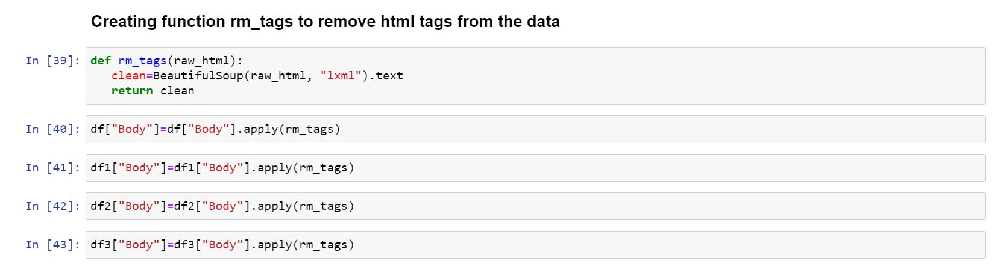 Creating function rm_tags to remove html tags from the data
In [39]: def rm_tags(raw_html):
clean=BeautifulSoup(raw_html, "lxml").text
return clean
In [40]: df["Body"]=df["Body"].apply(rm_tags)
In [41]: df1["Body"]=df1["Body"].apply(rm_tags)
In [42]: df2["Body"]=df2["Body"].apply(rm_tags)
In [43]: df3["Body"]=df3["Body"].apply(rm_tags)